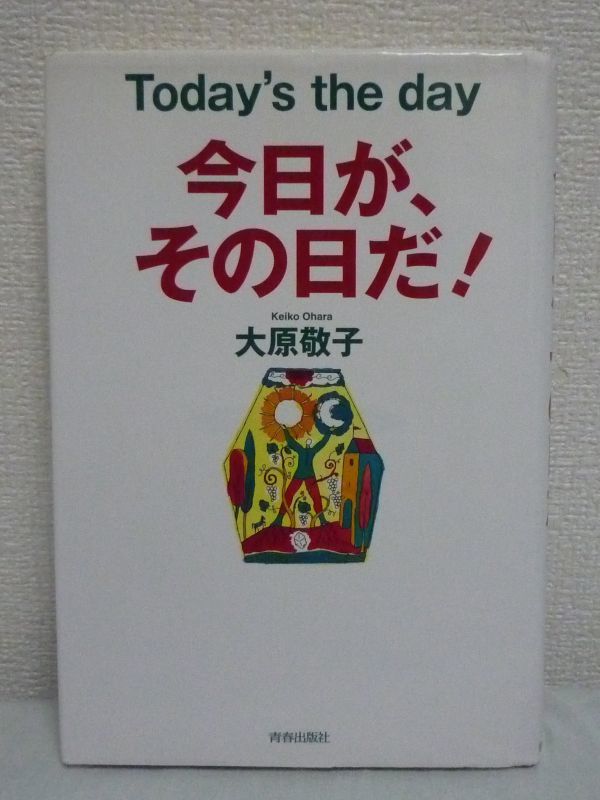 Today's the day
今日が、
その日だ!
Keiko Ohara
大原敬子
青春出版社